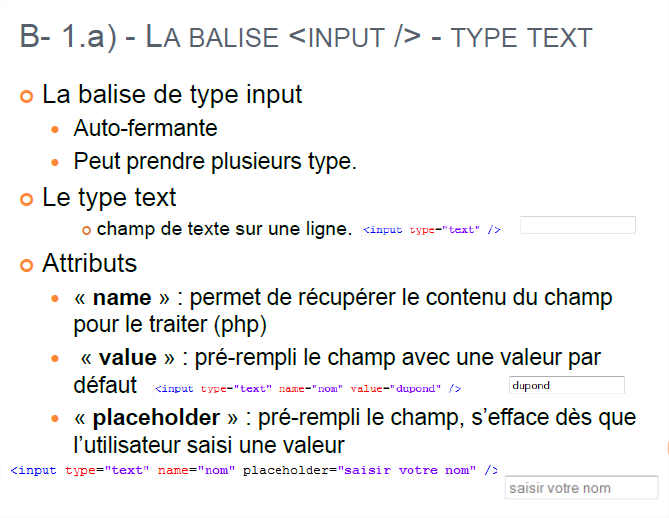 B- 1.a) - LA BALISE <INPUT /> - TYPE TEXT
La balise de type input
Auto-fermante
Peut prendre plusieurs type.
Le type text
champ de texte sur une ligne. <input type="text" />
Attributs
« name » : permet de récupérer le contenu du champ
pour le traiter (php)
« value » : pré-rempli le champ avec une valeur par
défaut <input type="text" name="nom" value="dupond" /> dupond
« placeholder » : pré-rempli le champ, s’efface dès que
l’utilisateur saisi une valeur
<input type="text" name="nom" placeholder="saisir votre nom" />
saisir votre nom